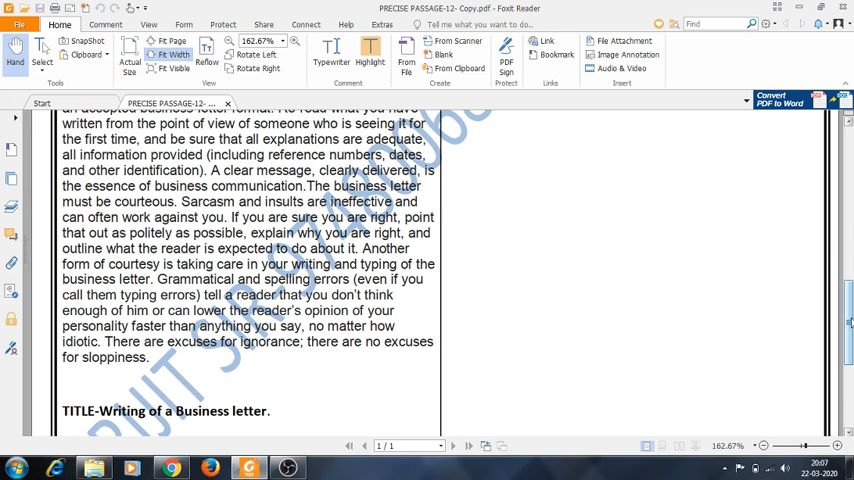 PRECISE PASSAGE-12- Copy.pdf - Foxit Reader
File Home Comment View Form Protect Share Connect Help Extras Tell me what you want to do... Find
Hand
Select
SnapShot
Clipboard
Actual Size
Fit Page
Fit Width
Fit Visible
Reflow
162.67%
Rotate Left
Rotate Right
Typewriter
Highlight
From File
From Scanner
Blank
From Clipboard
PDF Sign
Link
Bookmark
File Attachment
Image Annotation
Audio & Video
Tools View Comment Create Protect Links Insert
Start PRECISE PASSAGE-12- ...
Convert PDF to Word
an accepted business letter format. Re-read what you have
written from the point of view of someone who is seeing it for
the first time, and be sure that all explanations are adequate,
all information provided (including reference numbers, dates,
and other identification). A clear message, clearly delivered, is
the essence of business communication.The business letter
must be courteous. Sarcasm and insults are ineffective and
can often work against you. If you are sure you are right, point
that out as politely as possible, explain why you are right, and
outline what the reader is expected to do about it. Another
form of courtesy is taking care in your writing and typing of the
business letter. Grammatical and spelling errors (even if you
call them typing errors) tell a reader that you don't think
enough of him or can lower the reader's opinion of your
personality faster than anything you say, no matter how
idiotic. There are excuses for ignorance; there are no excuses
for sloppiness.
TITLE-Writing of a Business letter.
1 / 1
162.67%
20:07
22-03-2020